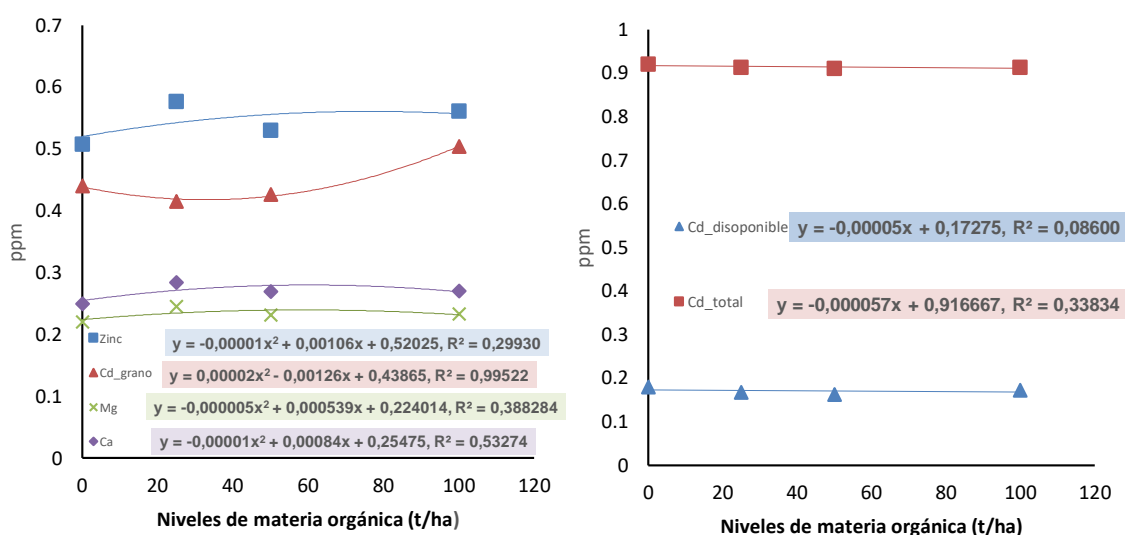 0.7
0.6
0.5
0.4
0.3
0.2
0.1
0
ppm
Zinc y = -0,00001x² + 0,00106x + 0,52025, R² = 0,29930
Cd_grano y = 0,00002x² - 0,00126x + 0,43865, R² = 0,99522
Mg y = -0,000005x² + 0,000539x + 0,224014, R² = 0,388284
Ca y = -0,00001x² + 0,00084x + 0,25475, R² = 0,53274
0 20 40 60 80 100 120
Niveles de materia orgánica (t/ha)
1
0.9
0.8
0.7
0.6
0.5
0.4
0.3
0.2
0.1
0
ppm
Cd_disoponible y = -0,00005x + 0,17275, R² = 0,08600
Cd_total y = -0,000057x + 0,916667, R² = 0,33834
0 20 40 60 80 100 120
Niveles de materia orgánica (t/ha)